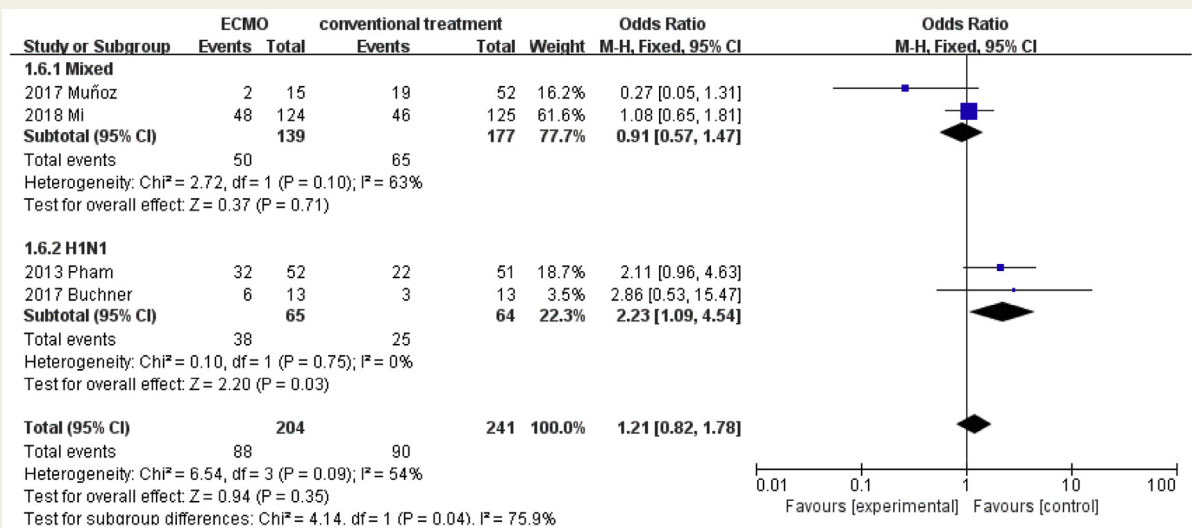 ECMO conventional treatment Odds Ratio Odds Ratio
Study or Subgroup Events Total Events Total Weight M-H, Fixed, 95% CI M-H, Fixed, 95% CI
1.6.1 Mixed
2017 Muñoz 2 15 19 52 16.2% 0.27 [0.05, 1.31]
2018 Mi 48 124 46 125 61.6% 1.08 [0.65, 1.81]
Subtotal (95% CI) 139 177 77.7% 0.91 [0.57, 1.47]
Total events 50 65
Heterogeneity: Chi² = 2.72, df = 1 (P = 0.10); I² = 63%
Test for overall effect: Z = 0.37 (P = 0.71)
1.6.2 H1N1
2013 Pham 32 52 22 51 18.7% 2.11 [0.96, 4.63]
2017 Buchner 6 13 3 13 3.5% 2.86 [0.53, 15.47]
Subtotal (95% CI) 65 64 22.3% 2.23 [1.09, 4.54]
Total events 38 25
Heterogeneity: Chi² = 0.10, df = 1 (P = 0.75); I² = 0%
Test for overall effect: Z = 2.20 (P = 0.03)
Total (95% CI) 204 241 100.0% 1.21 [0.82, 1.78]
Total events 88 90
Heterogeneity: Chi² = 6.54, df = 3 (P = 0.09); I² = 54%
Test for overall effect: Z = 0.94 (P = 0.35)
Test for subgroup differences: Chi² = 4.14, df = 1 (P = 0.04), I² = 75.9%
0.01 0.1 1 10 100
Favours [experimental] Favours [control]